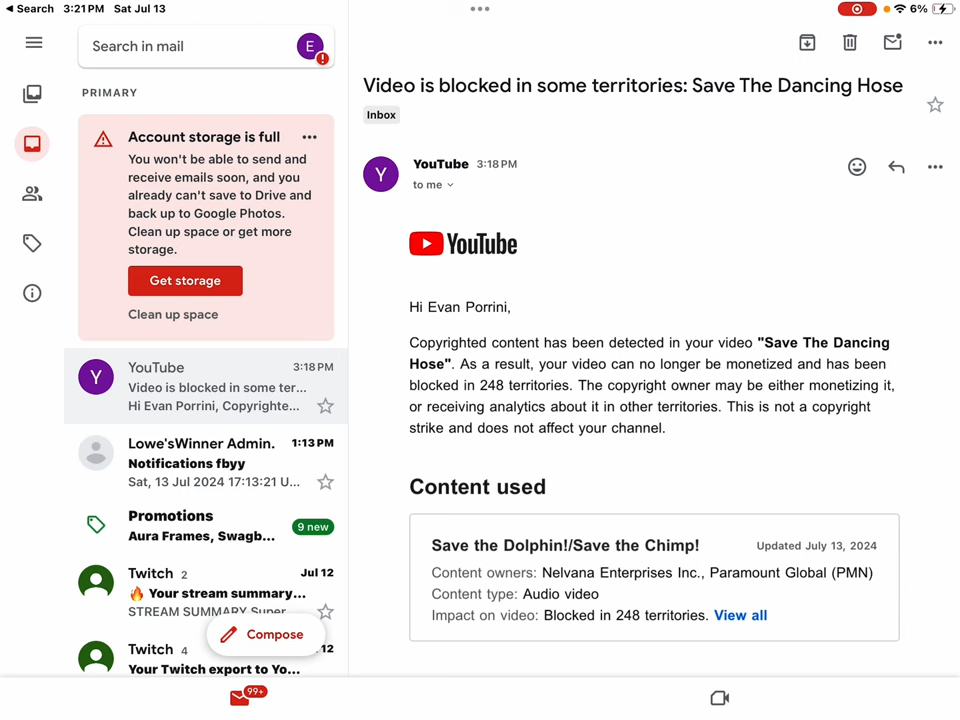 Search 3:21PM Sat Jul 13
6%
Search in mail
E
!
PRIMARY
Account storage is full
You won't be able to send and
receive emails soon, and you
already can't save to Drive and
back up to Google Photos.
Clean up space or get more
storage.
Get storage
Clean up space
Y
YouTube 3:18 PM
Video is blocked in some ter...
Hi Evan Porrini, Copyrighte...
Lowe'sWinner Admin. 1:13 PM
Notifications fbyy
Sat, 13 Jul 2024 17:13:21 U...
Promotions
Aura Frames, Swagb...
9 new
Twitch 2 Jul 12
🔥 Your stream summary...
STREAM SUMMARY Super
Compose
Twitch 4 12
Your Twitch export to Yo...
99+
Video is blocked in some territories: Save The Dancing Hose
Inbox
Y
YouTube 3:18 PM
to me
YouTube
Hi Evan Porrini,
Copyrighted content has been detected in your video "Save The Dancing
Hose". As a result, your video can no longer be monetized and has been
blocked in 248 territories. The copyright owner may be either monetizing it,
or receiving analytics about it in other territories. This is not a copyright
strike and does not affect your channel.
Content used
Save the Dolphin!/Save the Chimp! Updated July 13, 2024
Content owners: Nelvana Enterprises Inc., Paramount Global (PMN)
Content type: Audio video
Impact on video: Blocked in 248 territories. View all